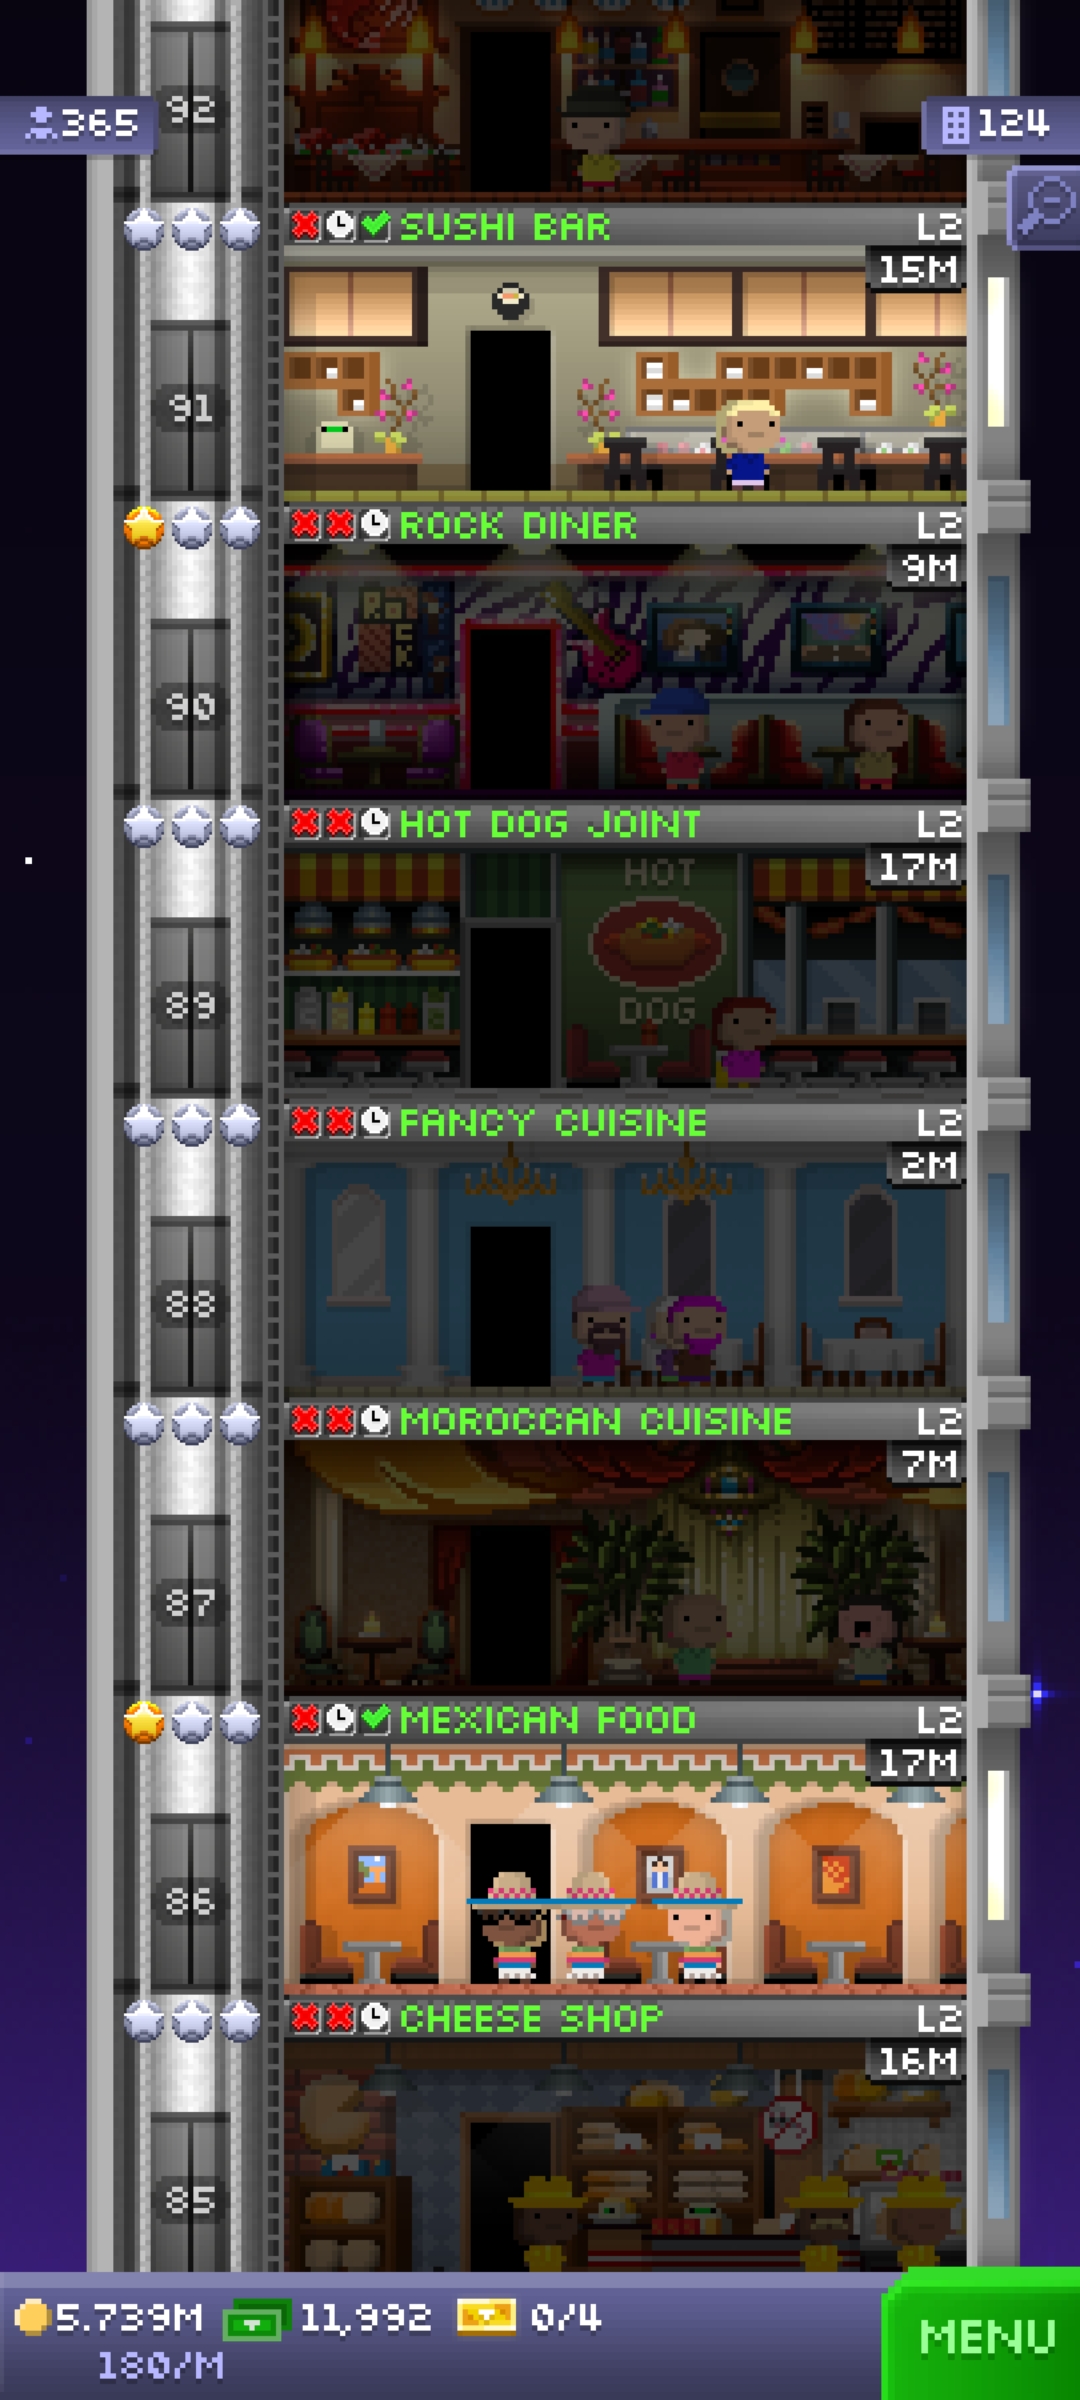 92
365
124
SUSHI BAR L2
15M
91
ROCK DINER L2
9M
ROCK
90
HOT DOG JOINT L2
17M
HOT
DOG
89
FANCY CUISINE L2
2M
88
MOROCCAN CUISINE L2
7M
87
MEXICAN FOOD L2
17M
86
CHEESE SHOP L2
16M
85
5.739M 11,992 0/4
180/M
MENU